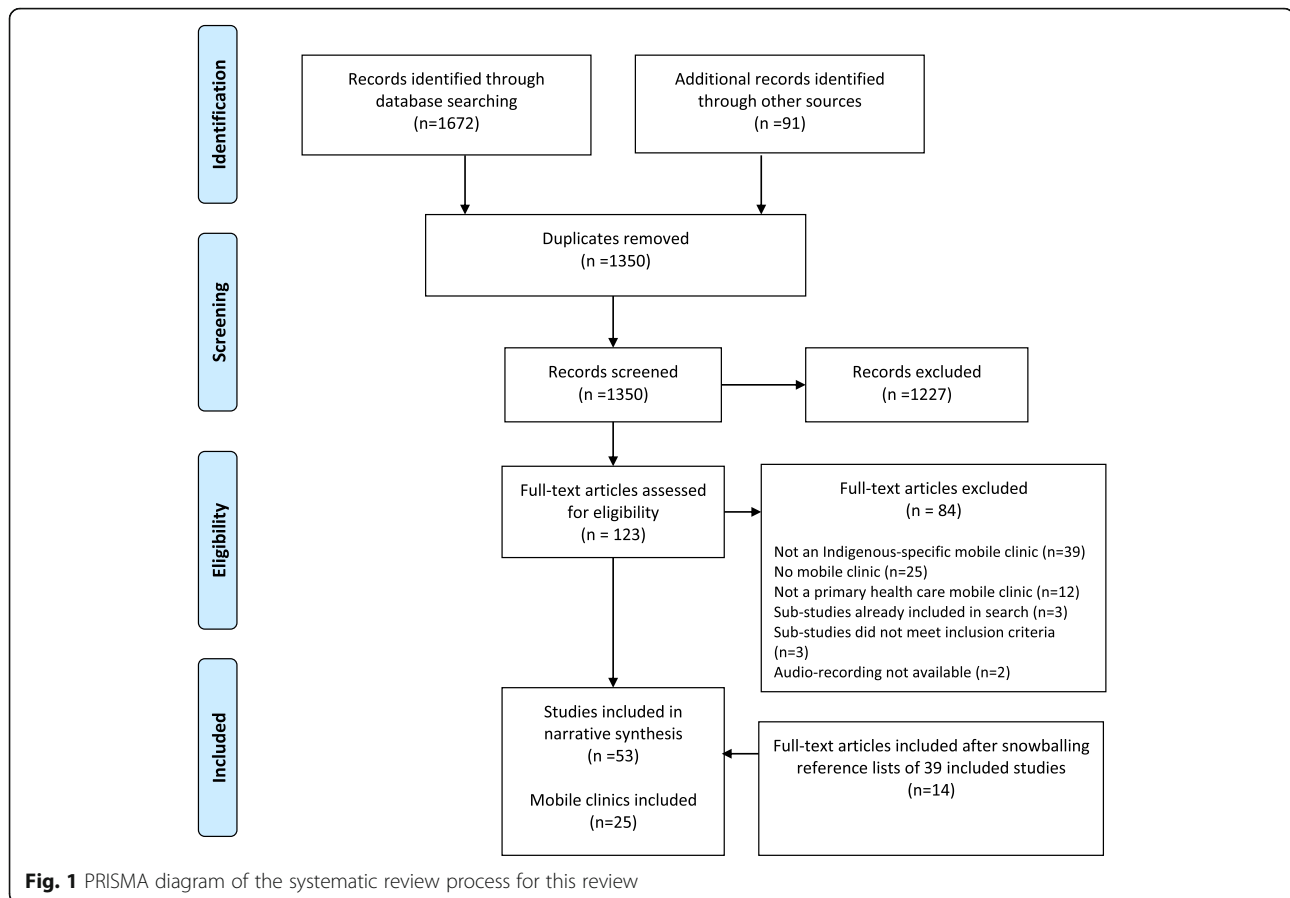 Identification
Records identified through
database searching
(n=1672)
Additional records identified
through other sources
(n =91)
Duplicates removed
(n =1350)
Screening
Records screened
(n =1350)
Records excluded
(n =1227)
Eligibility
Full-text articles assessed
for eligibility
(n = 123)
Full-text articles excluded
(n = 84)
Not an Indigenous-specific mobile clinic (n=39)
No mobile clinic (n=25)
Not a primary health care mobile clinic (n=12)
Sub-studies already included in search (n=3)
Sub-studies did not meet inclusion criteria
(n=3)
Audio-recording not available (n=2)
Included
Studies included in
narrative synthesis
(n =53)
Mobile clinics included
(n=25)
Full-text articles included after snowballing
reference lists of 39 included studies
(n=14)
Fig. 1 PRISMA diagram of the systematic review process for this review